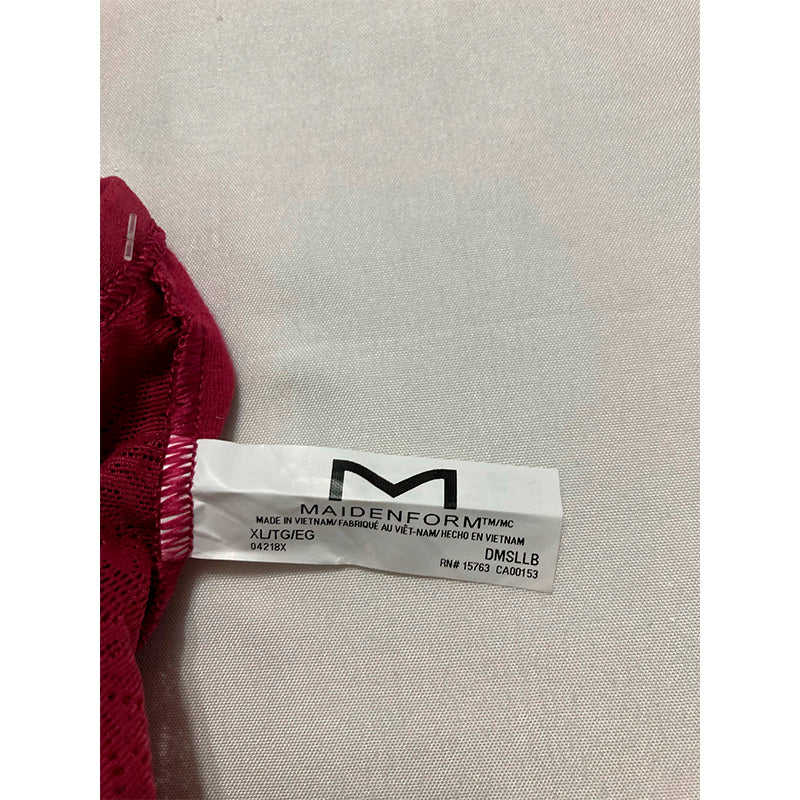 M
MAIDENFORM™/MC
MADE IN VIETNAM/ FABRIQUÉ AU VIÊT-NAM/ HECHO EN VIETNAM
XL/TG/EG
04218X
DMSLLB
RN# 15763 CA00153